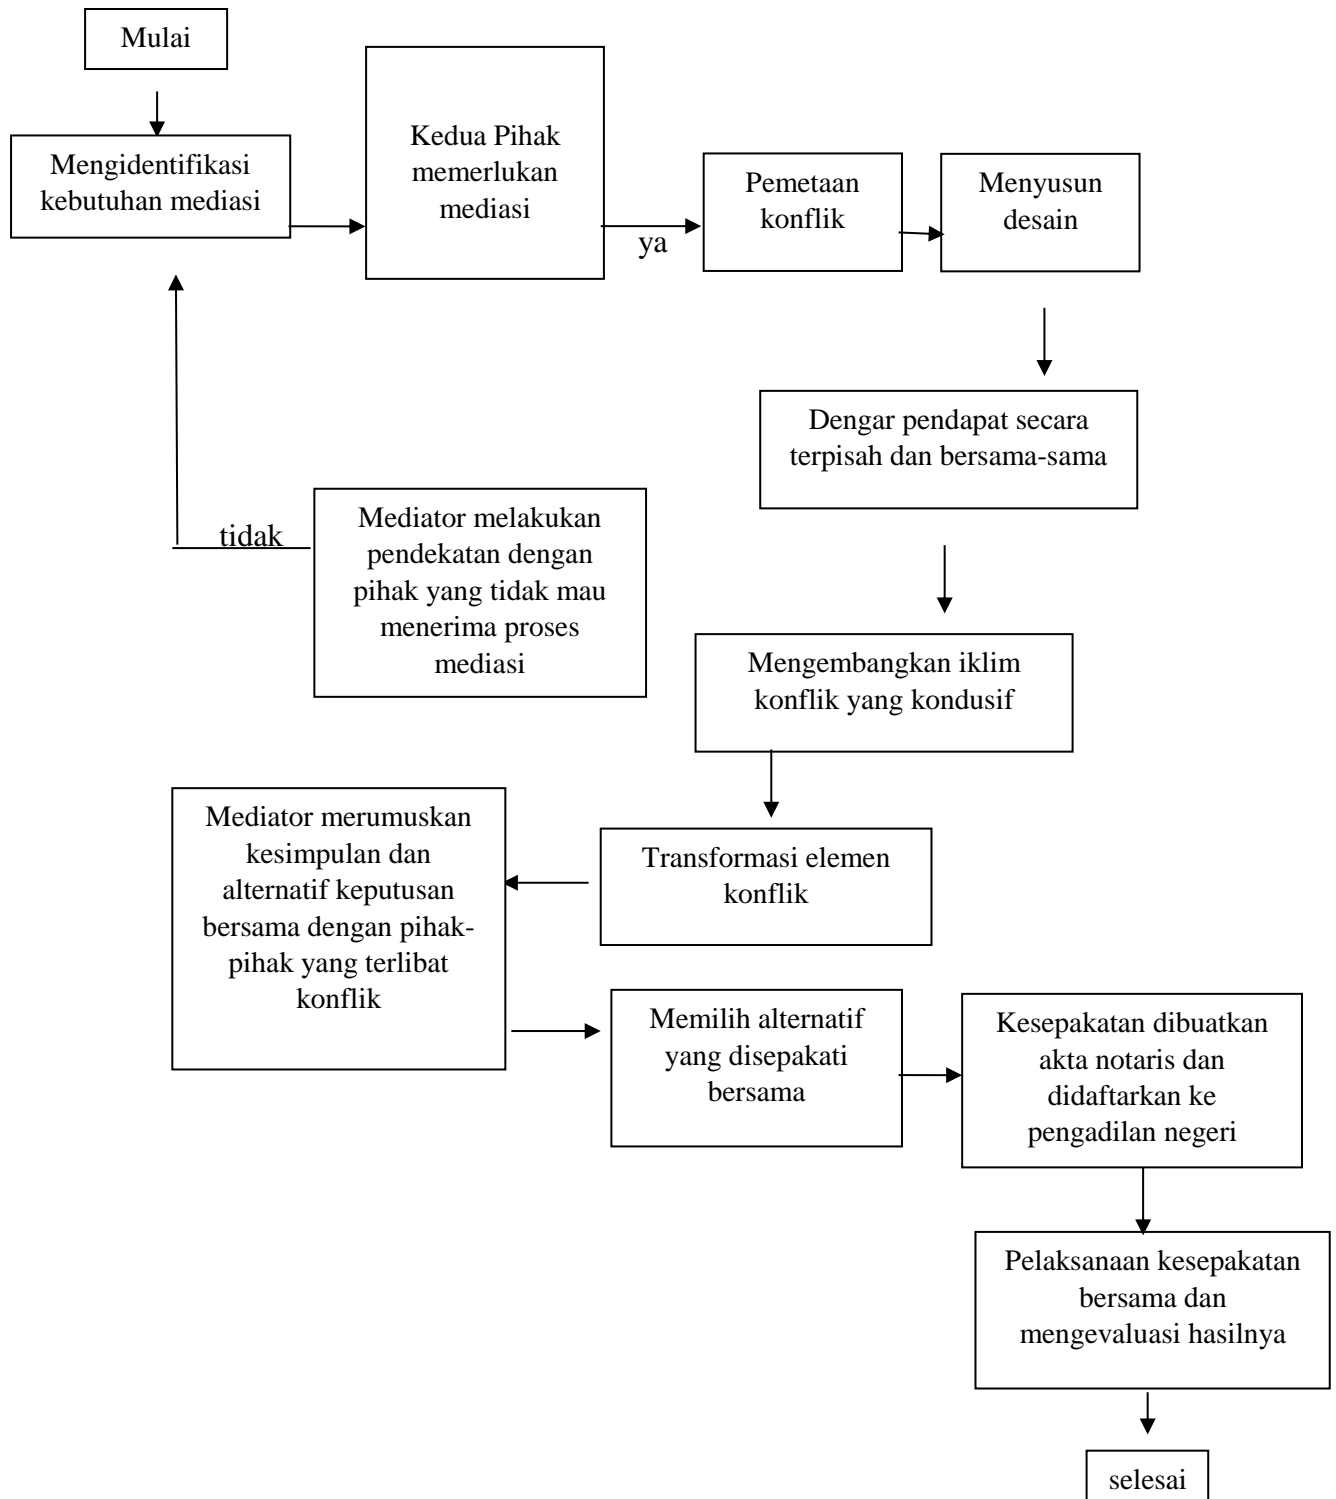 Mulai
Mengidentifikasi
kebutuhan mediasi
Kedua Pihak
memerlukan
mediasi
ya
Pemetaan
konflik
Menyusun
desain
Dengar pendapat secara
terpisah dan bersama-sama
tidak
Mediator melakukan
pendekatan dengan
pihak yang tidak mau
menerima proses
mediasi
Mengembangkan iklim
konflik yang kondusif
Transformasi elemen
konflik
Mediator merumuskan
kesimpulan dan
alternatif keputusan
bersama dengan pihak-
pihak yang terlibat
konflik
Memilih alternatif
yang disepakati
bersama
Kesepakatan dibuatkan
akta notaris dan
didaftarkan ke
pengadilan negeri
Pelaksanaan kesepakatan
bersama dan
mengevaluasi hasilnya
selesai